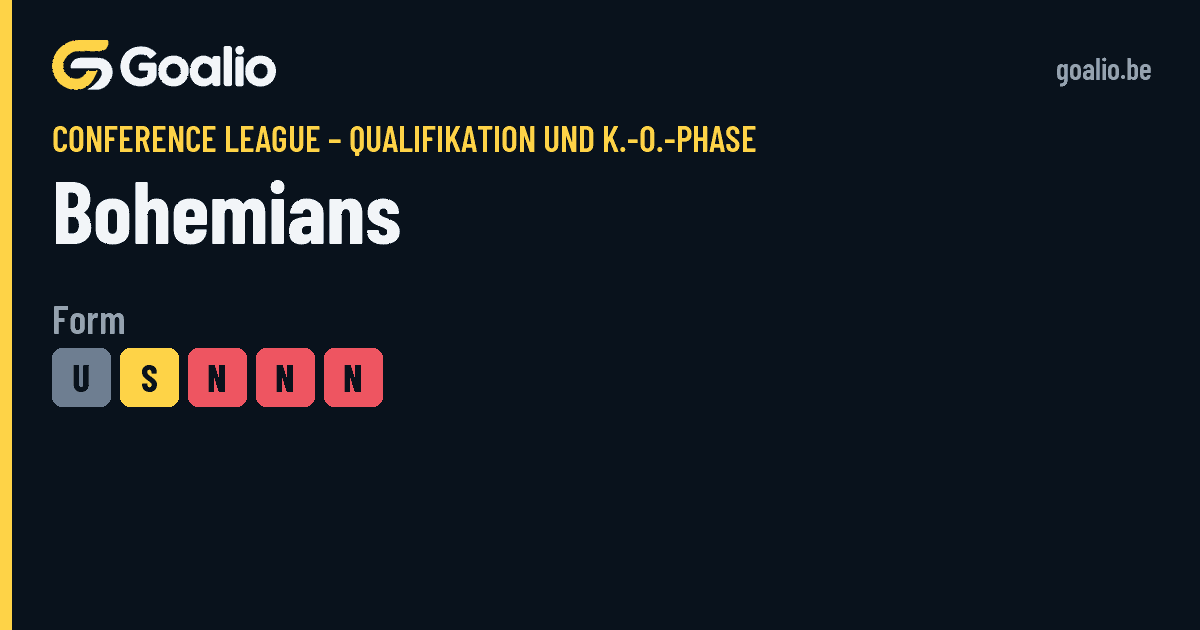 Goalio
goalio.be
CONFERENCE LEAGUE – QUALIFIKATION UND K.-O.-PHASE
Bohemians
Form
U S N N N